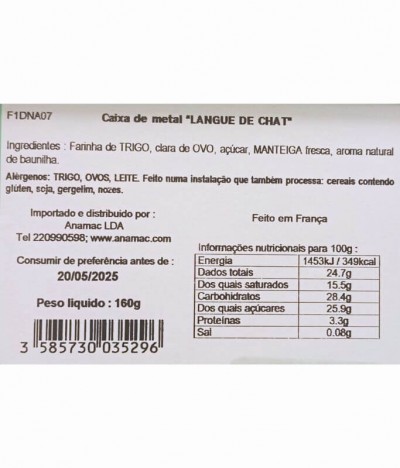 F1DNA07
Caixa de metal "LANGUE DE CHAT"
Ingredientes : Farinha de TRIGO, clara de OVO, açúcar, MANTEIGA fresca, aroma natural
de baunilha.
Alérgenos: TRIGO, OVOS, LEITE. Feito numa instalação que também processa: cereais contendo
glúten, soja, gergelim, nozes.
Importado e distribuido por :
Anamac LDA
Tel 220990598; www.anamac.com
Feito em França
Consumir de preferência antes de :
20/05/2025
Peso líquido : 160g
3 585730 035296
Informações nutricionais para 100g :
Energia 1453kJ / 349kcal
Dados totais 24.7g
Dos quais saturados 15.5g
Carbohidratos 28.4g
Dos quais açúcares 25.9g
Proteínas 3.3g
Sal 0.08g